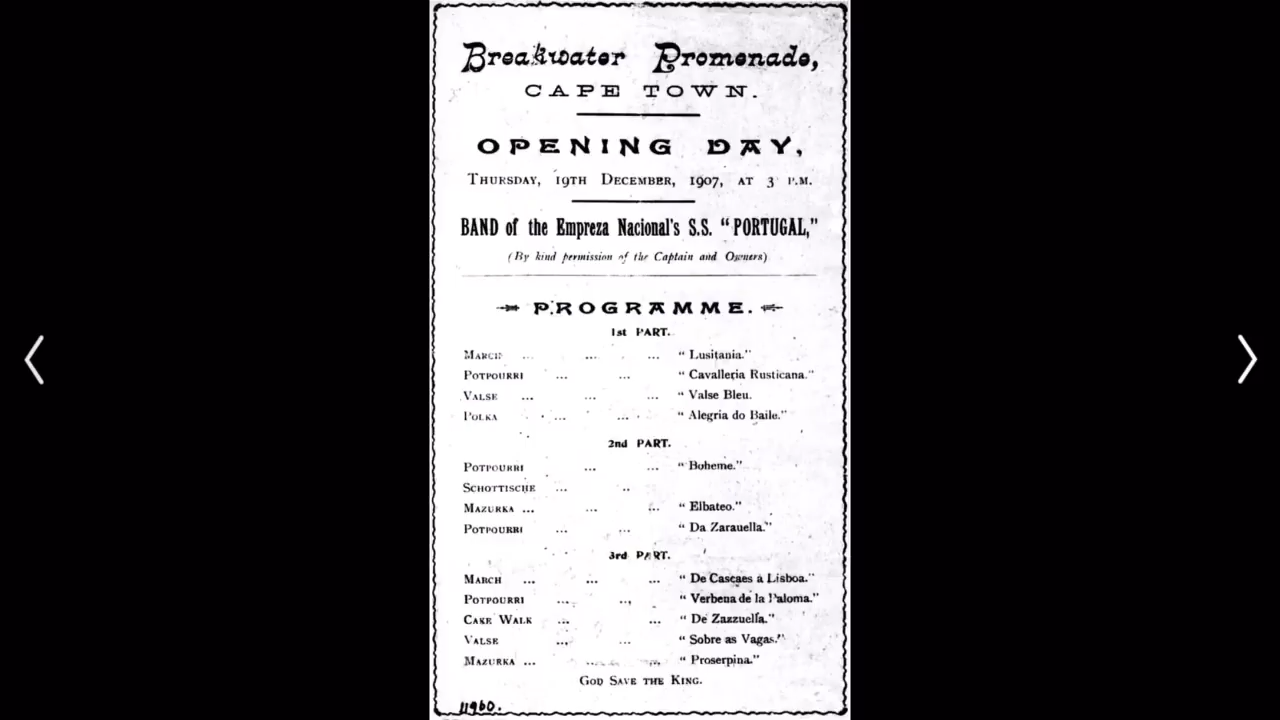 Breakwater Promenade,
CAPE TOWN.
OPENING DAY,
THURSDAY, 19TH DECEMBER, 1907, AT 3 P.M.
BAND of the Empreza Nacional's S.S. "PORTUGAL,"
(By kind permission of the Captain and Owners)
PROGRAMME.
1st PART.
MARCH ... ... ... "Lusitania."
POTPOURRI ... ... "Cavalleria Rusticana."
VALSE ... ... ... "Valse Bleu.
POLKA ... ... "Alegria do Baile."
2nd PART.
POTPOURRI ... ... "Boheme."
SCHOTTISCHE ... ..
MAZURKA ... ... ... "Elbateo."
POTPOURRI ... ... "Da Zarauella."
3rd PART.
MARCH ... ... ... "De Cascaes à Lisboa."
POTPOURRI ... ... "Verbena de la Paloma."
CAKE WALK ... ... "De Zazzuella."
VALSE ... ... "Sobre as Vagas."
MAZURKA ... ... ... "Proserpina."
GOD SAVE THE KING.
11960.